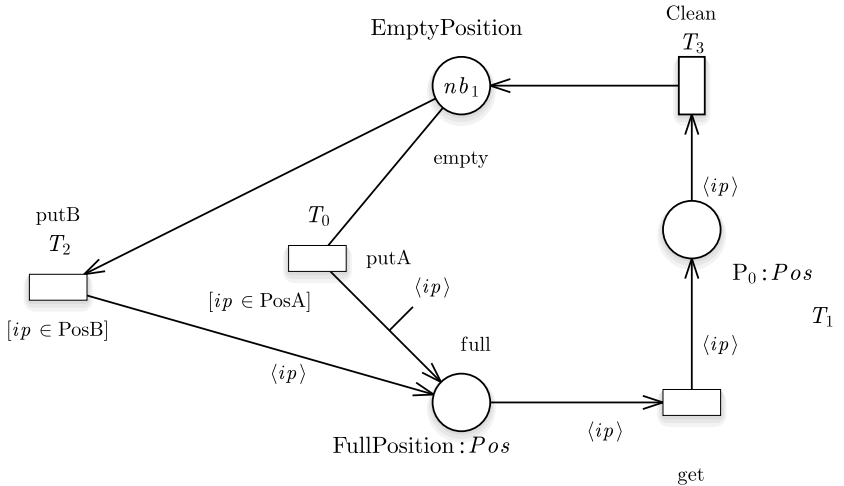 Clean
T₃
EmptyPosition
nb₁
empty
⟨ip⟩
putB
T₂
T₀
putA
[ip ∈ PosA]
⟨ip⟩
P₀ : Pos
T₁
[ip ∈ PosB]
full
⟨ip⟩
⟨ip⟩
⟨ip⟩
FullPosition : Pos
get